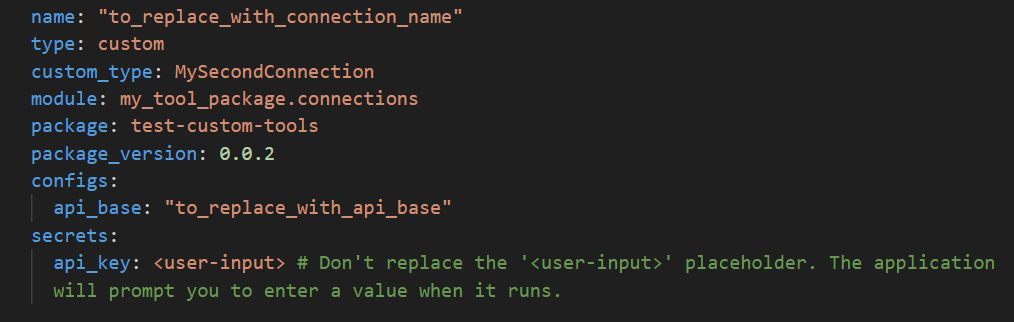 name: "to_replace_with_connection_name"
type: custom
custom_type: MySecondConnection
module: my_tool_package.connections
package: test-custom-tools
package_version: 0.0.2
configs:
  api_base: "to_replace_with_api_base"
secrets:
  api_key: <user-input> # Don't replace the '<user-input>' placeholder. The application
  will prompt you to enter a value when it runs.